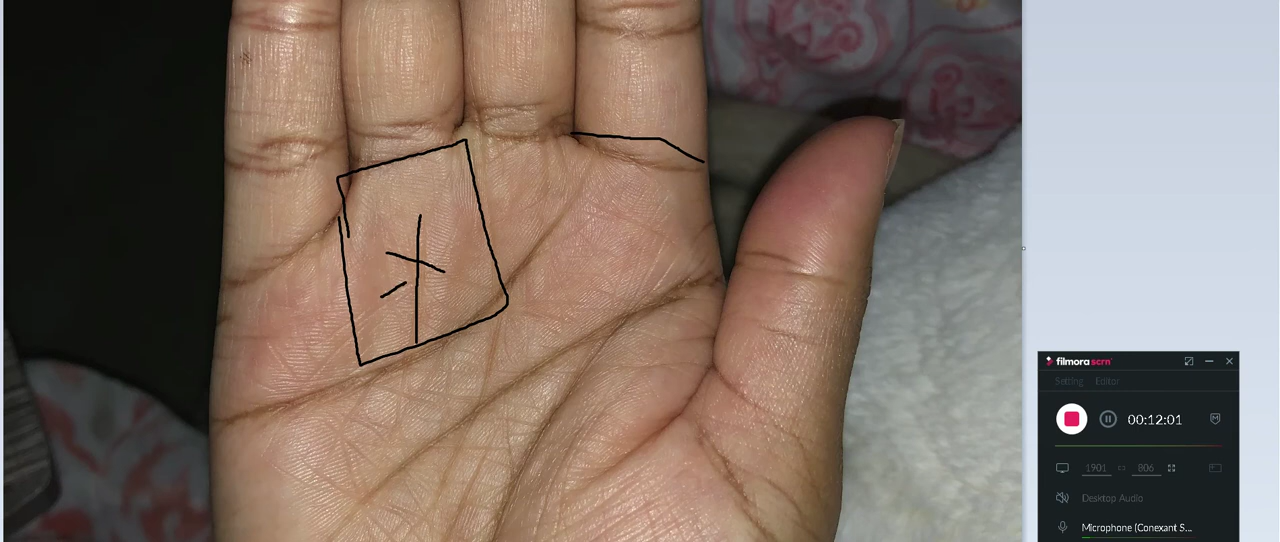 filmora scrn
Setting Editor
00:12:01
1901 806
Desktop Audio
Microphone (Conexant S...